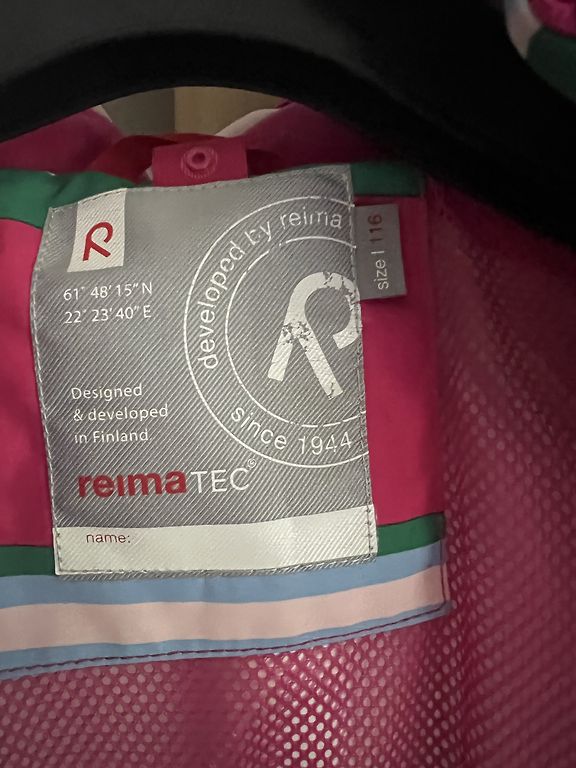 developed by reima
since 1944
size | 116
61° 48' 15" N
22° 23' 40" E
Designed
& developed
in Finland
reimaTEC®
name: